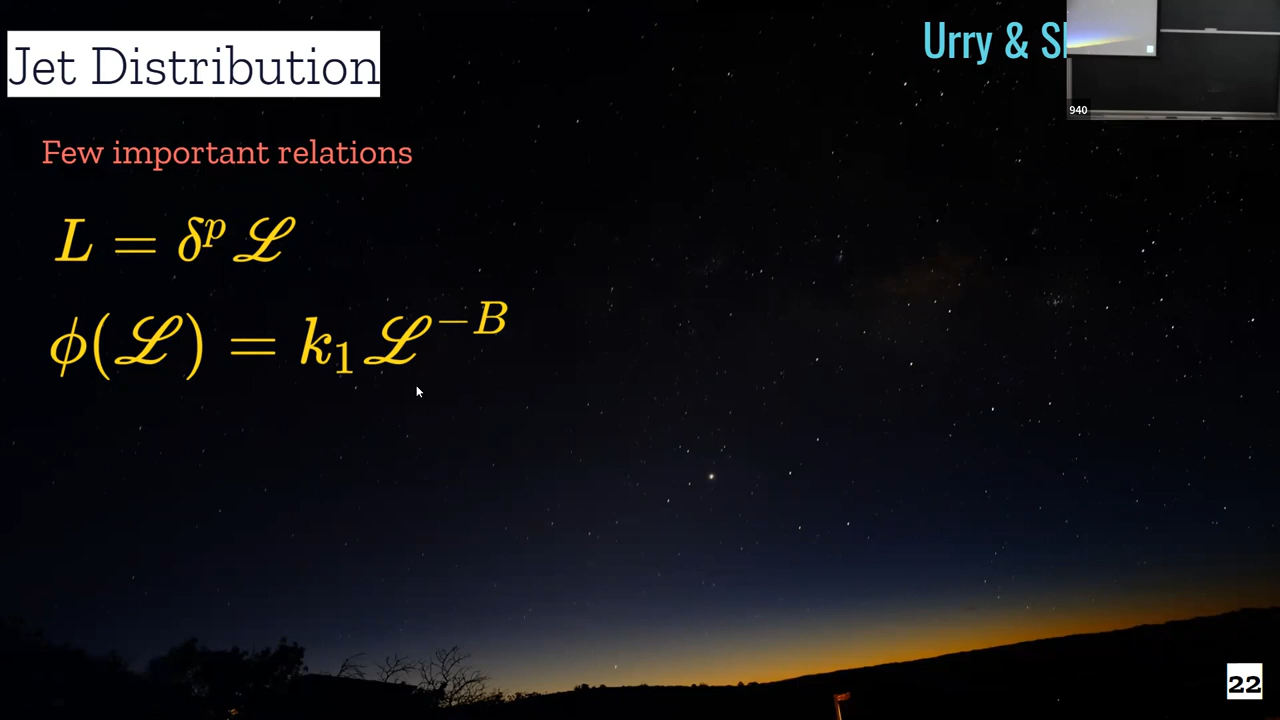 Jet Distribution
Urry &
940
Few important relations
L = δ^p ℒ
ϕ(ℒ) = k₁ ℒ^{-B}
22